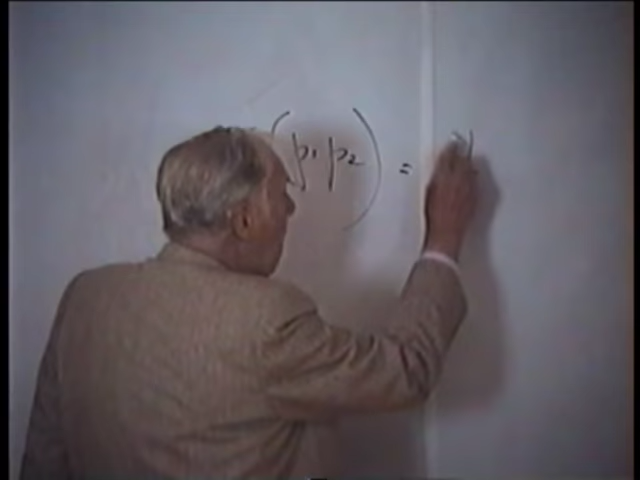 (p₁ p₂) =